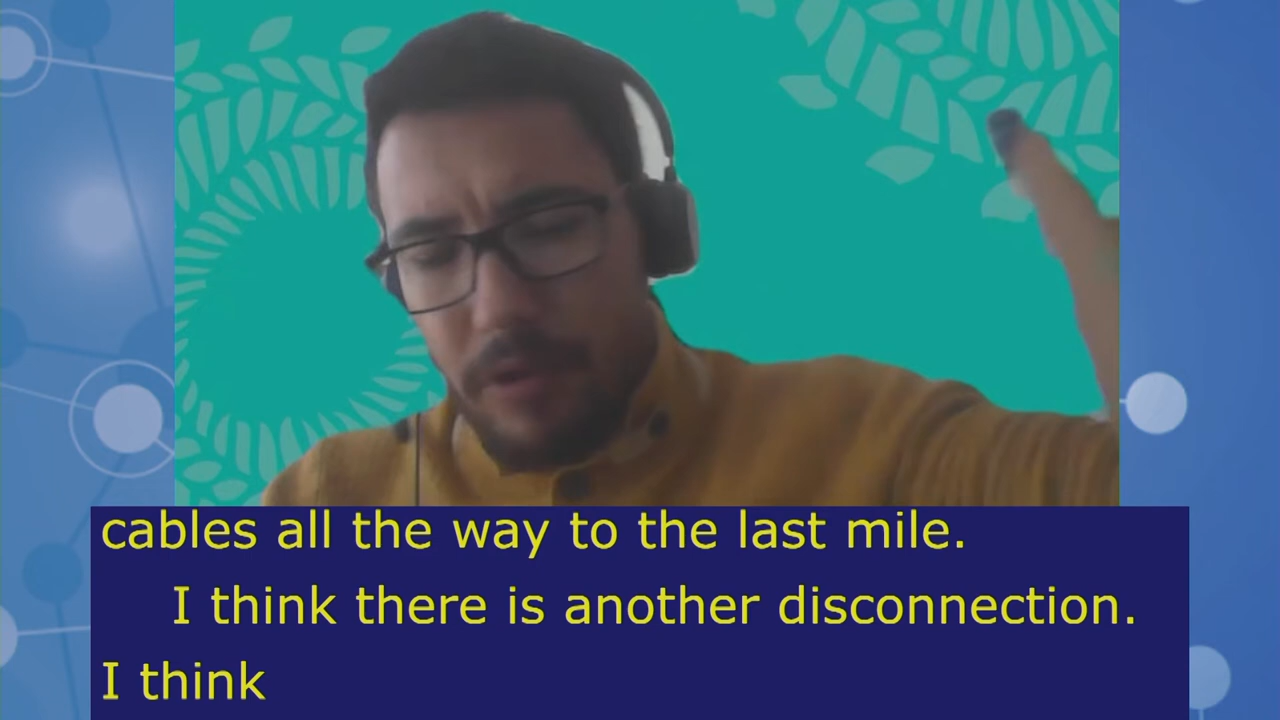 cables all the way to the last mile.
I think there is another disconnection.
I think